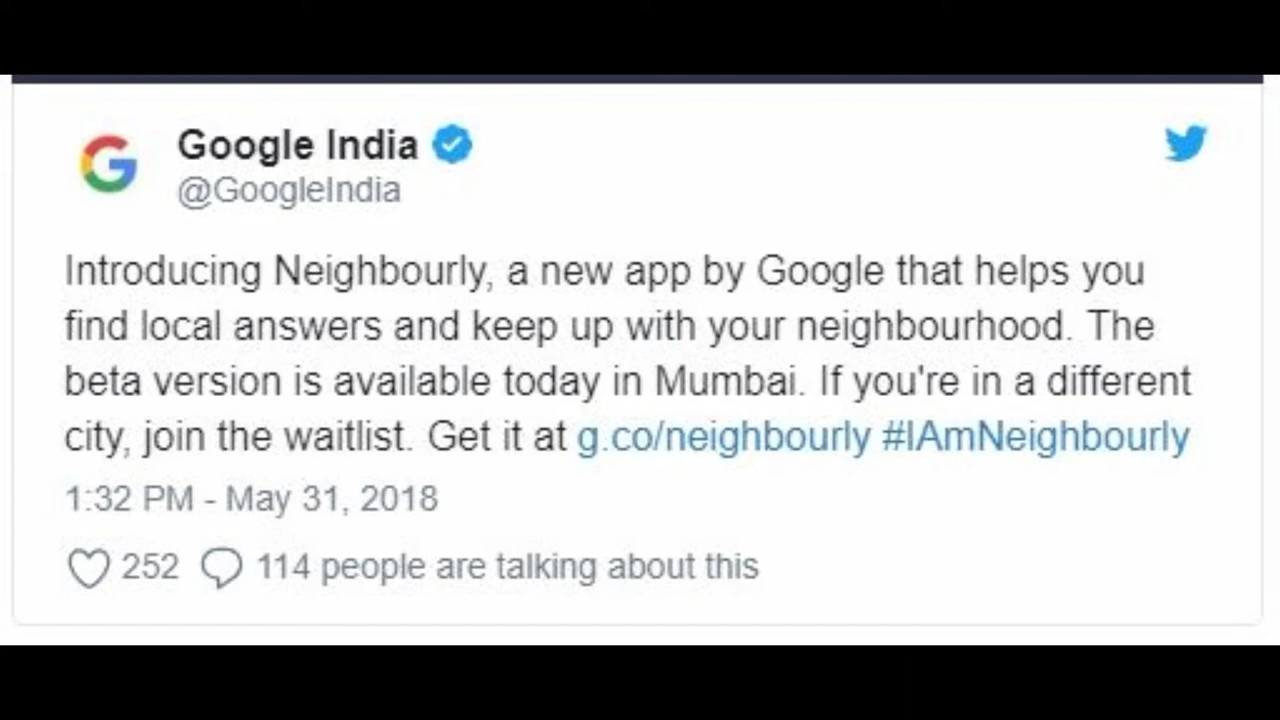 Google India
@GoogleIndia
Introducing Neighbourly, a new app by Google that helps you
find local answers and keep up with your neighbourhood. The
beta version is available today in Mumbai. If you're in a different
city, join the waitlist. Get it at g.co/neighbourly #IAmNeighbourly
1:32 PM - May 31, 2018
252 114 people are talking about this